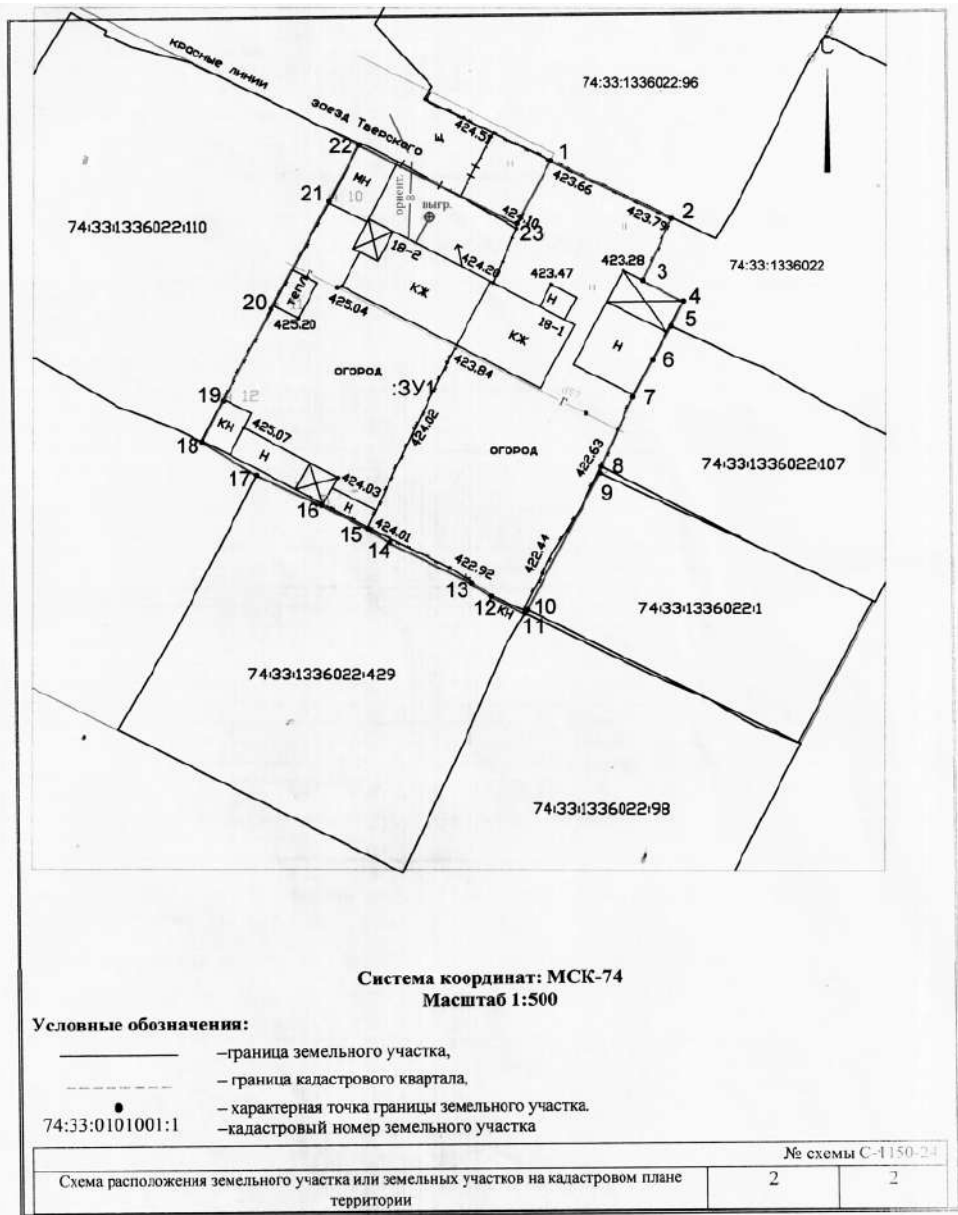 С
красные линии
74:33:1336022:96
424.51
зоезд Тверского
1
423.66
22
МН
2
423.79
21
10
ориент.
8
выгр.
424.10
23
74:33:1336022:110
18-2
424.20
423.28
3
74:33:1336022
423.47
4
КЖ
Н
тепл.
425.04
18-1
5
20
425.20
КЖ
Н
6
ОГОРОД
423.84
7
:ЗУ1
Г
19
12
424.02
КН
425.07
ОГОРОД
422.63
18
Н
8
74:33:1336022:107
17
424.03
9
16
Н
15
424.01
14
422.44
422.92
13
12
КН
10
11
74:33:1336022:1
74:33:1336022:429
74:33:1336022:98
Система координат: МСК-74
Масштаб 1:500
Условные обозначения:
–граница земельного участка,
– граница кадастрового квартала,
– характерная точка границы земельного участка.
74:33:0101001:1 –кадастровый номер земельного участка
№ схемы С-1150-24
Схема расположения земельного участка или земельных участков на кадастровом плане
территории
2
2